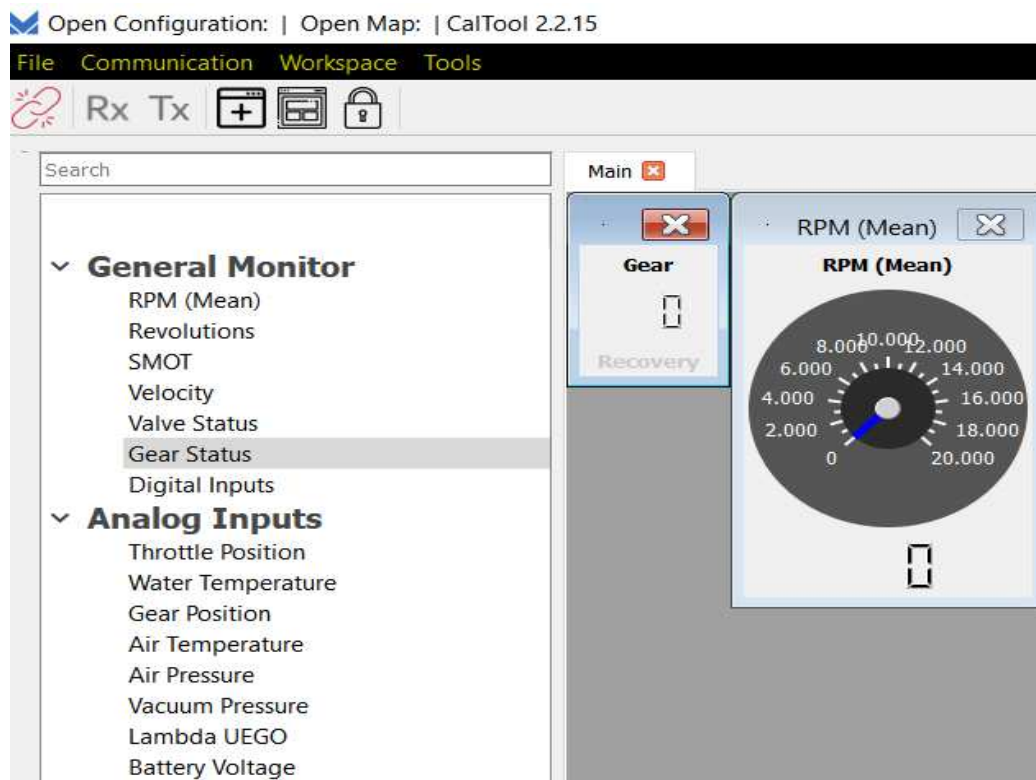 Open Configuration: | Open Map: | CalTool 2.2.15
File Communication Workspace Tools
Rx Tx
Search
Main
General Monitor
RPM (Mean)
Revolutions
SMOT
Velocity
Valve Status
Gear Status
Digital Inputs
Analog Inputs
Throttle Position
Water Temperature
Gear Position
Air Temperature
Air Pressure
Vacuum Pressure
Lambda UEGO
Battery Voltage
Gear
0
Recovery
RPM (Mean)
RPM (Mean)
0
2.000
4.000
6.000
8.000
10.000
12.000
14.000
16.000
18.000
20.000
0